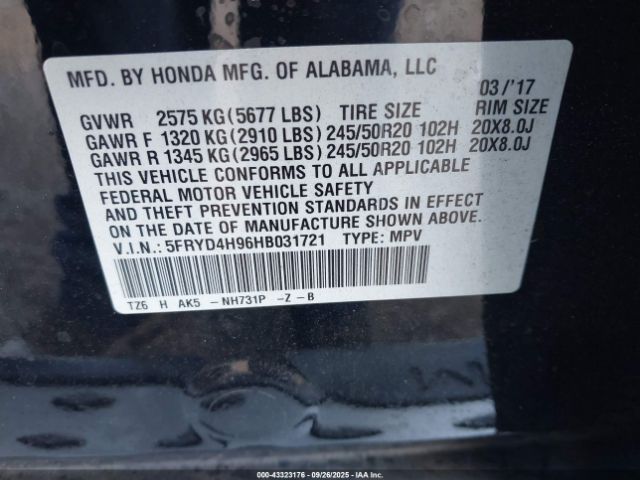 MFD. BY HONDA MFG. OF ALABAMA, LLC
03/'17
GVWR 2575 KG(5677 LBS) TIRE SIZE RIM SIZE
GAWR F 1320 KG(2910 LBS)245/50R20 102H 20X8.0J
GAWR R 1345 KG(2965 LBS)245/50R20 102H 20X8.0J
THIS VEHICLE CONFORMS TO ALL APPLICABLE
FEDERAL MOTOR VEHICLE SAFETY
AND THEFT PREVENTION STANDARDS IN EFFECT
ON THE DATE OF MANUFACTURE SHOWN ABOVE.
V.I.N.: 5FRYD4H96HB031721 TYPE: MPV
TZ6 H AK5 -NH731P -Z-B
000-43323176 | 09/26/2025 | IAA Inc.